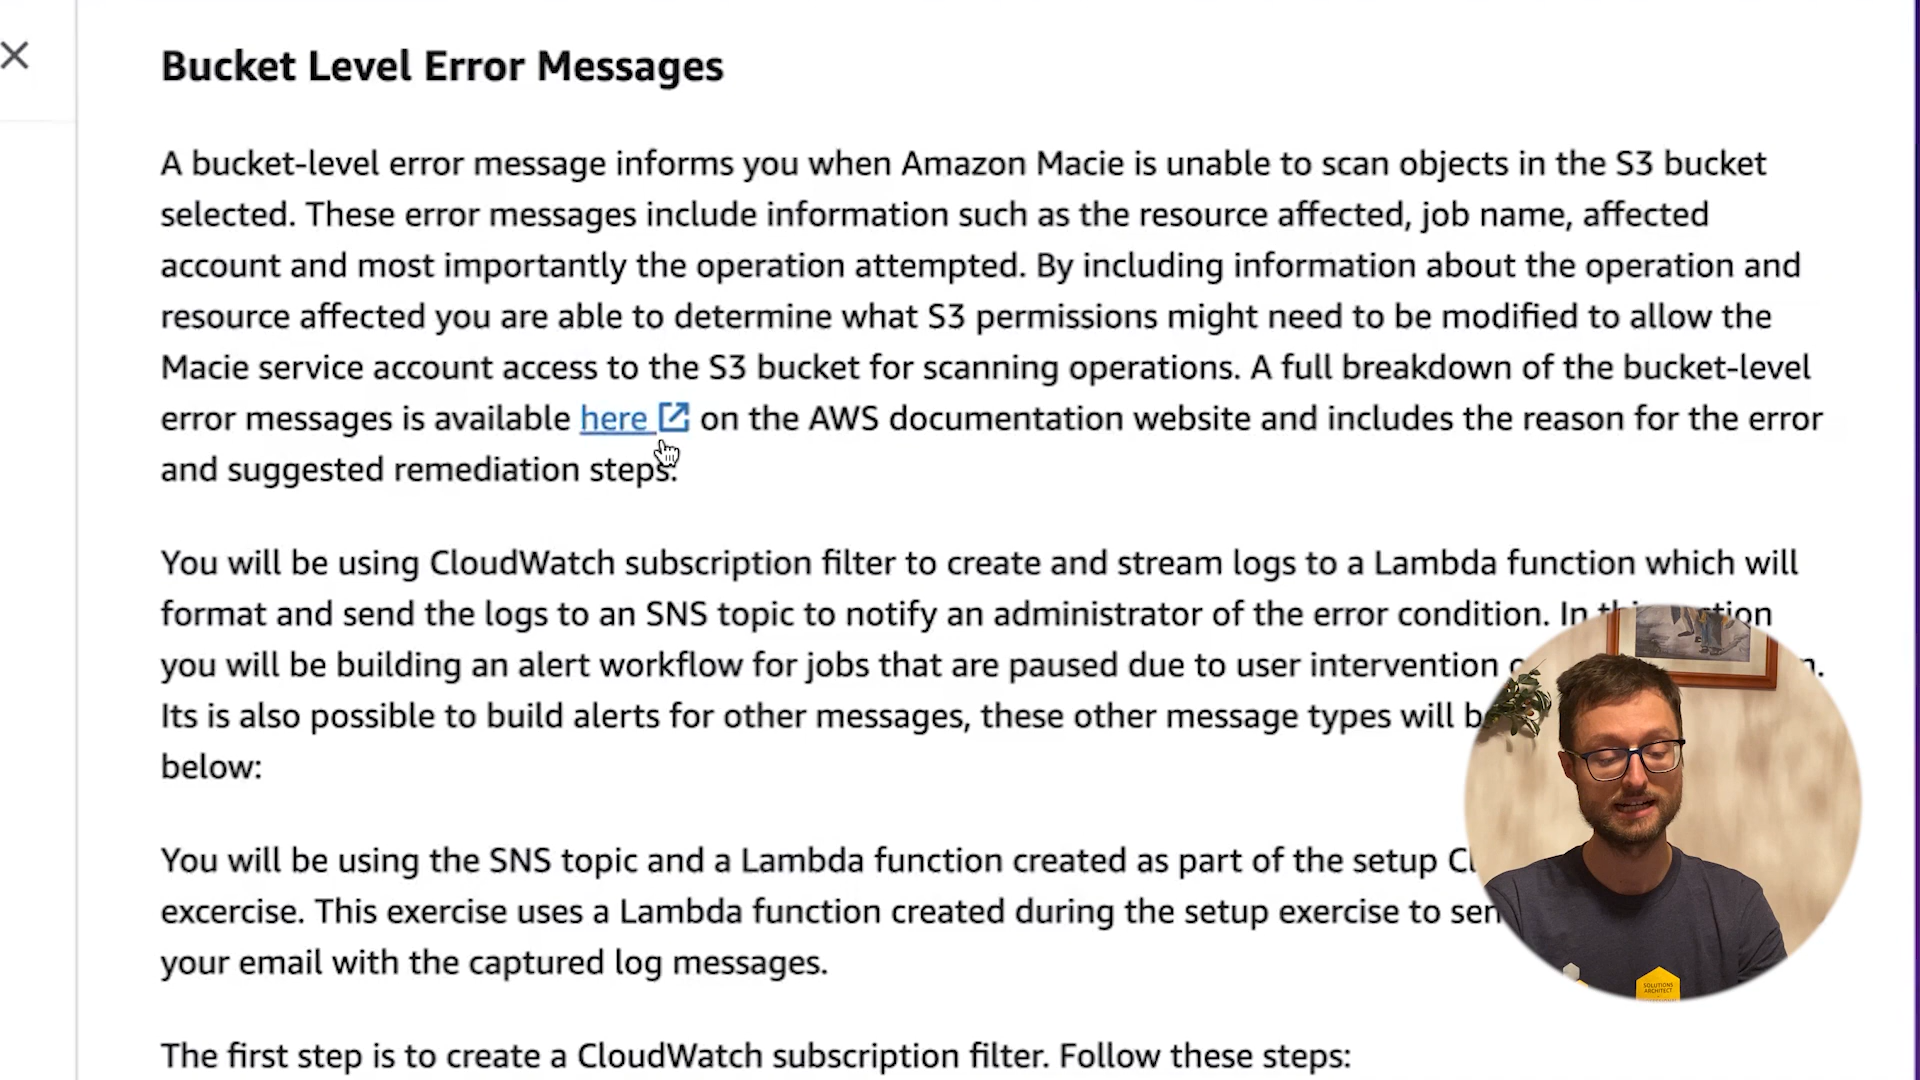 Bucket Level Error Messages
A bucket-level error message informs you when Amazon Macie is unable to scan objects in the S3 bucket
selected. These error messages include information such as the resource affected, job name, affected
account and most importantly the operation attempted. By including information about the operation and
resource affected you are able to determine what S3 permissions might need to be modified to allow the
Macie service account access to the S3 bucket for scanning operations. A full breakdown of the bucket-level
error messages is available here on the AWS documentation website and includes the reason for the error
and suggested remediation steps.
You will be using CloudWatch subscription filter to create and stream logs to a Lambda function which will
format and send the logs to an SNS topic to notify an administrator of the error condition. In
you will be building an alert workflow for jobs that are paused due to user intervention
Its is also possible to build alerts for other messages, these other message types will
below:
You will be using the SNS topic and a Lambda function created as part of the setup
excercise. This exercise uses a Lambda function created during the setup exercise to
your email with the captured log messages.
The first step is to create a CloudWatch subscription filter. Follow these steps:
SOLUTIONS
ARCHITECT